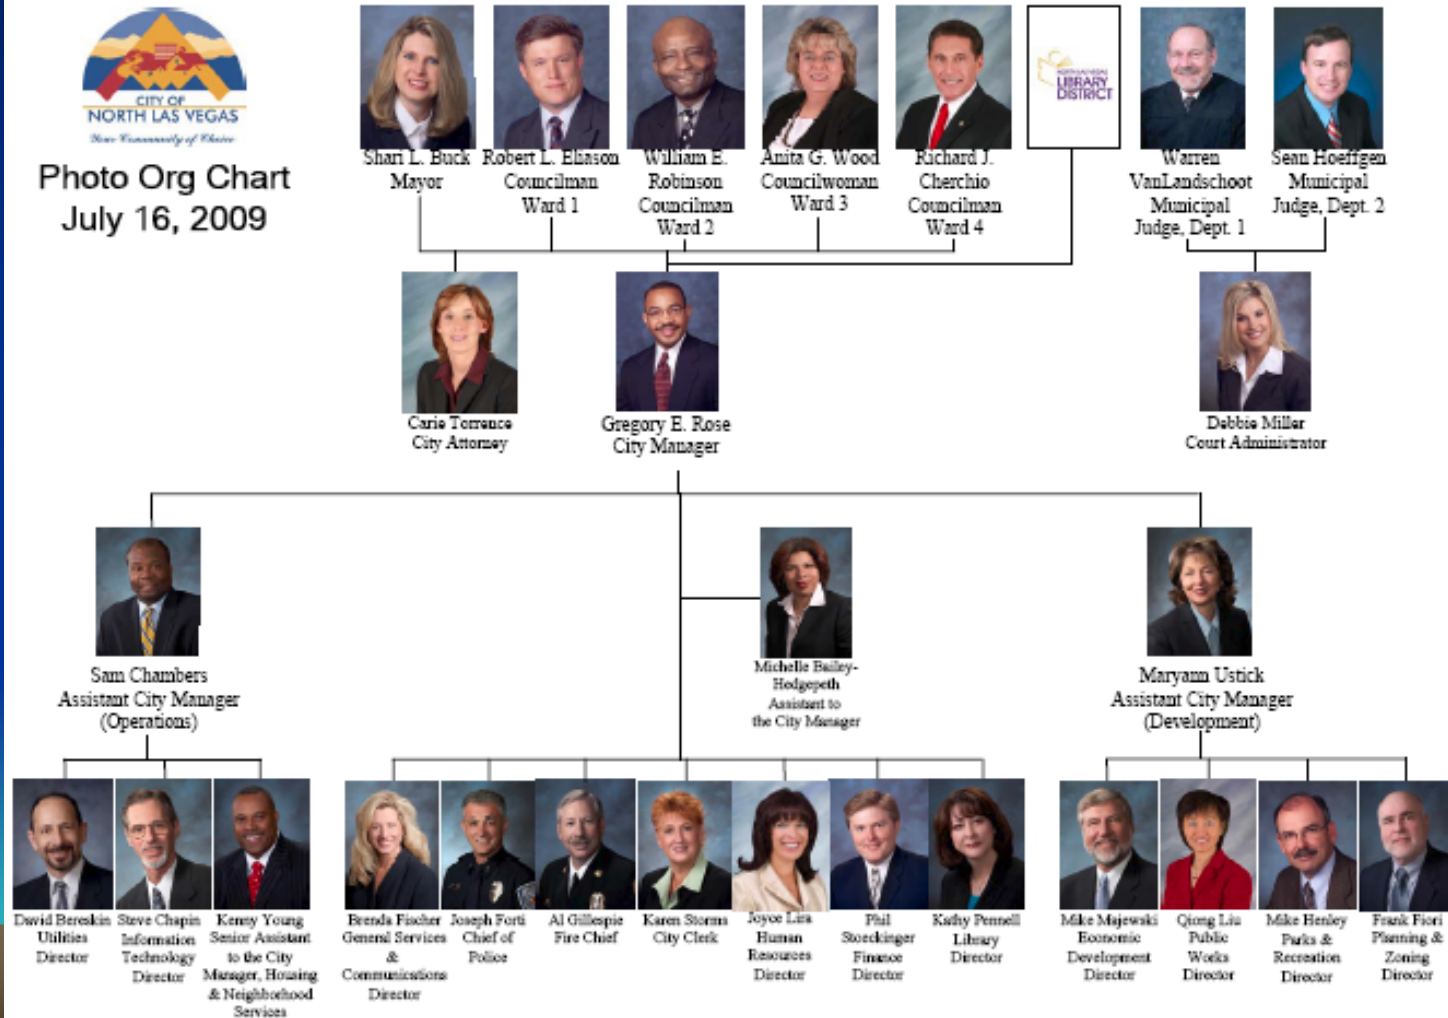 CITY OF
NORTH LAS VEGAS
Your Community of Choice
Photo Org Chart
July 16, 2009
NORTH LAS VEGAS
LIBRARY
DISTRICT
Shari L. Buck
Mayor
Robert L. Eliason
Councilman
Ward 1
William E.
Robinson
Councilman
Ward 2
Anita G. Wood
Councilwoman
Ward 3
Richard J.
Cherchio
Councilman
Ward 4
Warren
VanLandschoot
Municipal
Judge, Dept. 1
Sean Hoeffgen
Municipal
Judge, Dept. 2
Carie Torrence
City Attorney
Gregory E. Rose
City Manager
Debbie Miller
Court Administrator
Sam Chambers
Assistant City Manager
(Operations)
Michelle Bailey-
Hedgepeth
Assistant to
the City Manager
Maryann Ustick
Assistant City Manager
(Development)
David Bereskin
Utilities
Director
Steve Chapin
Information
Technology
Director
Kenny Young
Senior Assistant
to the City
Manager, Housing
& Neighborhood
Services
Brenda Fischer
General Services
&
Communications
Director
Joseph Forti
Chief of
Police
Al Gillespie
Fire Chief
Karen Storms
City Clerk
Joyce Lira
Human
Resources
Director
Phil
Stoeckinger
Finance
Director
Kathy Pennell
Library
Director
Mike Majewski
Economic
Development
Director
Qiong Liu
Public
Works
Director
Mike Henley
Parks &
Recreation
Director
Frank Fiori
Planning &
Zoning
Director